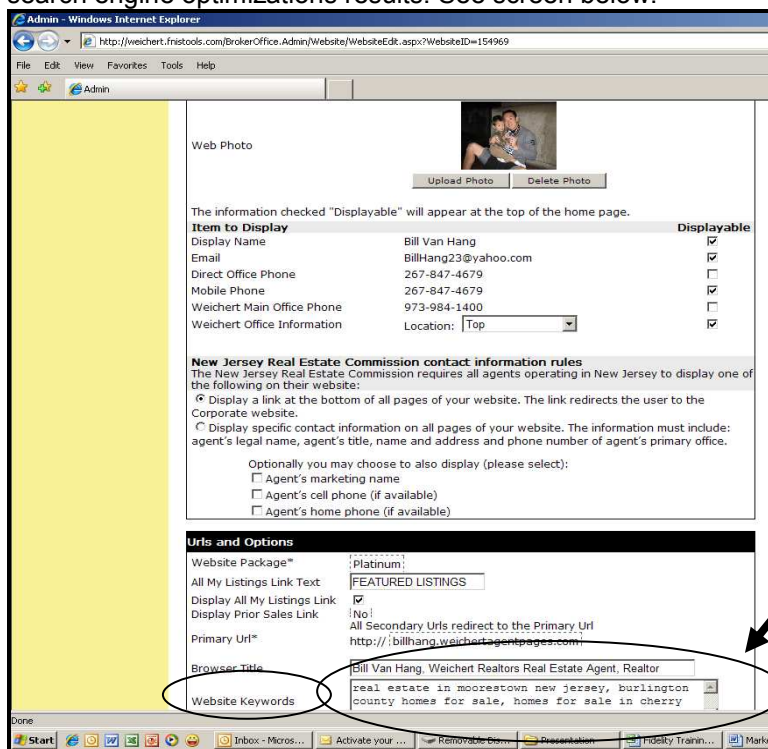 search engine optimizations results. See screen below.
Admin - Windows Internet Explorer
http://weichert.fnistools.com/BrokerOffice.Admin/Website/WebsiteEdit.aspx?WebsiteID=154969
File Edit View Favorites Tools Help
Admin
Web Photo
Upload Photo Delete Photo
The information checked "Displayable" will appear at the top of the home page.
Item to Display Displayable
Display Name Bill Van Hang
Email BillHang23@yahoo.com
Direct Office Phone 267-847-4679
Mobile Phone 267-847-4679
Weichert Main Office Phone 973-984-1400
Weichert Office Information Location: Top
New Jersey Real Estate Commission contact information rules
The New Jersey Real Estate Commission requires all agents operating in New Jersey to display one of
the following on their website:
Display a link at the bottom of all pages of your website. The link redirects the user to the
Corporate website.
Display specific contact information on all pages of your website. The information must include:
agent's legal name, agent's title, name and address and phone number of agent's primary office.
Optionally you may choose to also display (please select):
Agent's marketing name
Agent's cell phone (if available)
Agent's home phone (if available)
Urls and Options
Website Package* Platinum
All My Listings Link Text FEATURED LISTINGS
Display All My Listings Link
Display Prior Sales Link No
All Secondary Urls redirect to the Primary Url
Primary Url* http:// billhang.weichertagentpages.com
Browser Title Bill Van Hang, Weichert Realtors Real Estate Agent, Realtor
Website Keywords real estate in moorestown new jersey, burlington
county homes for sale, homes for sale in cherry
Done
Start Inbox - Micros... Activate your ... Removable Dis... Presentation Fidelity Trainin... Marke